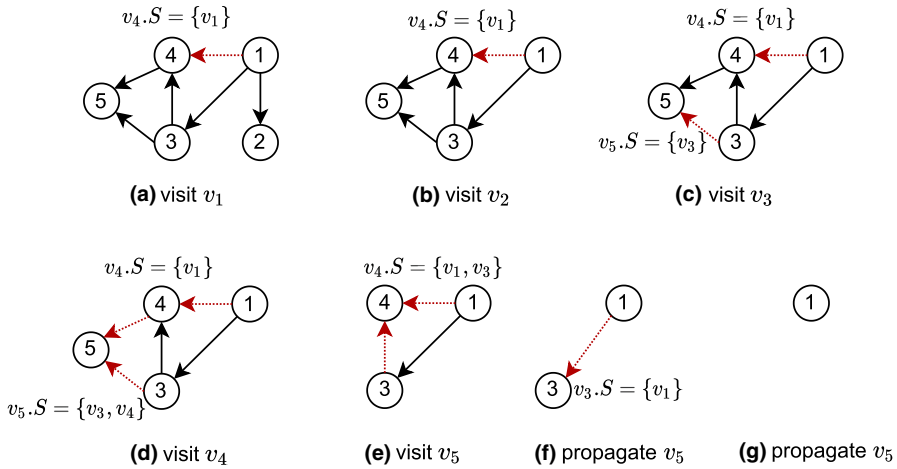 v₄.S = {v₁}
4
1
5
3
2
(a) visit v₁
v₄.S = {v₁}
4
1
5
3
(b) visit v₂
v₄.S = {v₁}
4
1
5
v₅.S = {v₃}
3
(c) visit v₃
v₄.S = {v₁}
4
1
5
3
v₅.S = {v₃, v₄}
(d) visit v₄
v₄.S = {v₁, v₃}
4
1
3
(e) visit v₅
1
3
v₃.S = {v₁}
(f) propagate v₅
1
(g) propagate v₅